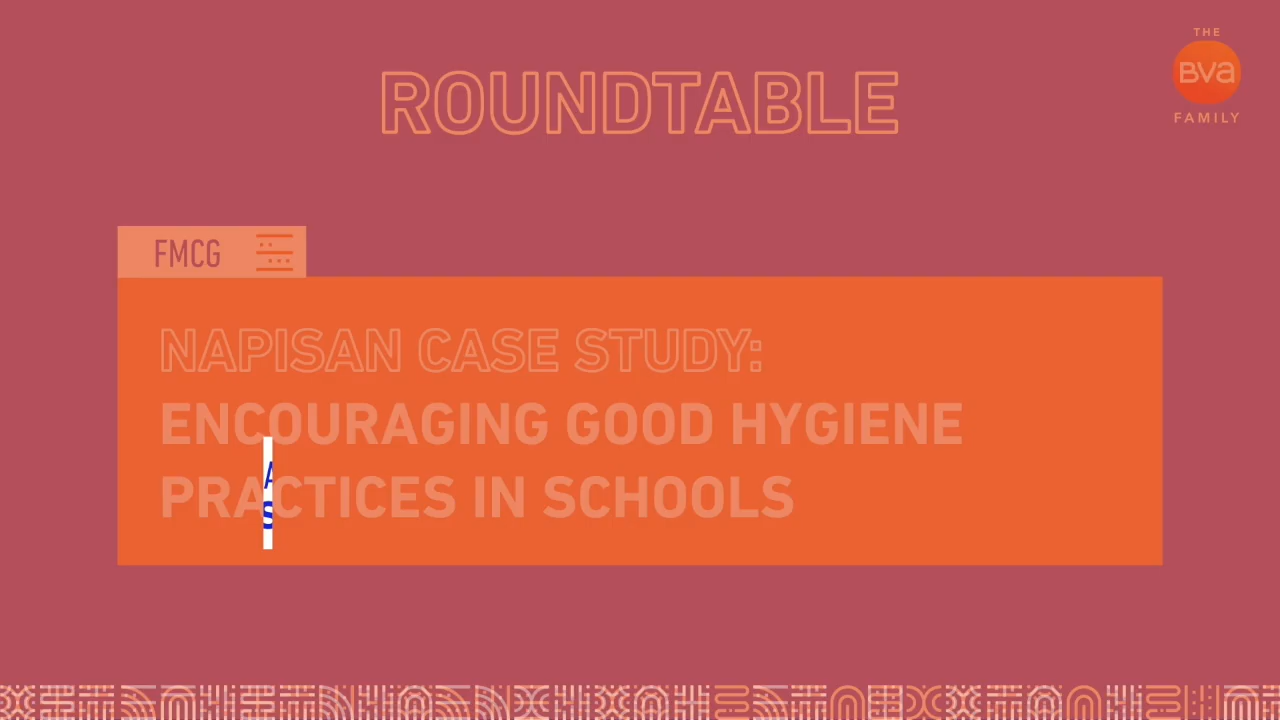 THE
BVA
FAMILY
ROUNDTABLE
FMCG
NAPISAN CASE STUDY:
ENCOURAGING GOOD HYGIENE
PRACTICES IN SCHOOLS